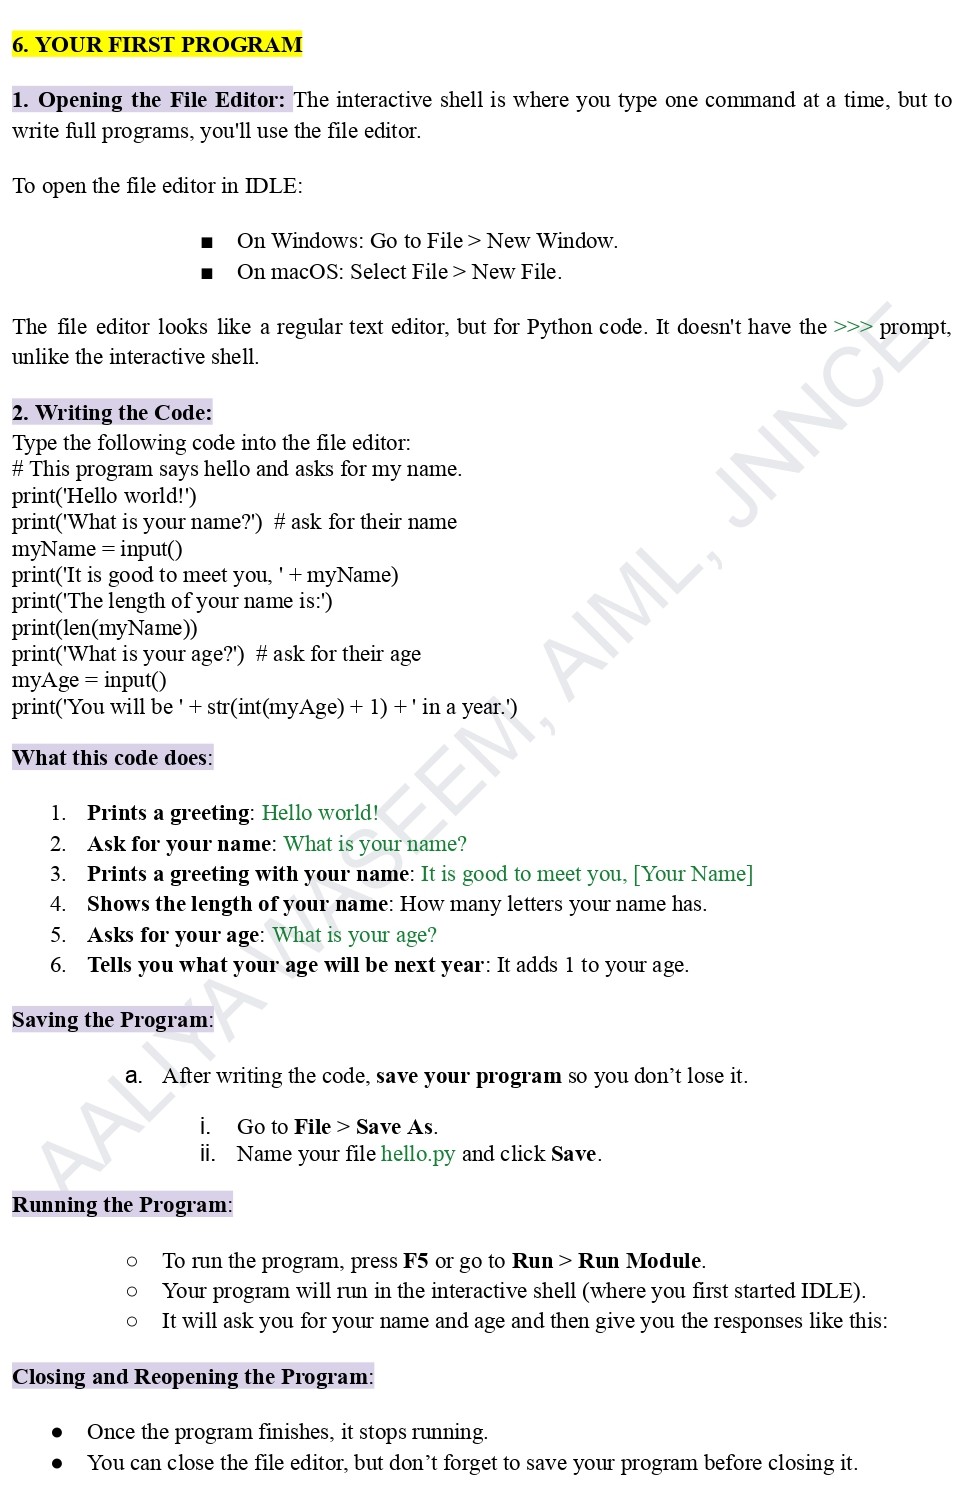 6. YOUR FIRST PROGRAM
1. Opening the File Editor: The interactive shell is where you type one command at a time, but to
write full programs, you'll use the file editor.
To open the file editor in IDLE:
■ On Windows: Go to File > New Window.
■ On macOS: Select File > New File.
The file editor looks like a regular text editor, but for Python code. It doesn't have the >>> prompt,
unlike the interactive shell.
2. Writing the Code:
Type the following code into the file editor:
# This program says hello and asks for my name.
print('Hello world!')
print('What is your name?')  # ask for their name
myName = input()
print('It is good to meet you, ' + myName)
print('The length of your name is:')
print(len(myName))
print('What is your age?')  # ask for their age
myAge = input()
print('You will be ' + str(int(myAge) + 1) + ' in a year.')
What this code does:
1. Prints a greeting: Hello world!
2. Ask for your name: What is your name?
3. Prints a greeting with your name: It is good to meet you, [Your Name]
4. Shows the length of your name: How many letters your name has.
5. Asks for your age: What is your age?
6. Tells you what your age will be next year: It adds 1 to your age.
Saving the Program:
a. After writing the code, save your program so you don’t lose it.
i. Go to File > Save As.
ii. Name your file hello.py and click Save.
Running the Program:
○ To run the program, press F5 or go to Run > Run Module.
○ Your program will run in the interactive shell (where you first started IDLE).
○ It will ask you for your name and age and then give you the responses like this:
Closing and Reopening the Program:
● Once the program finishes, it stops running.
● You can close the file editor, but don’t forget to save your program before closing it.
AALIYA WASEEM, AIML, JNNCE